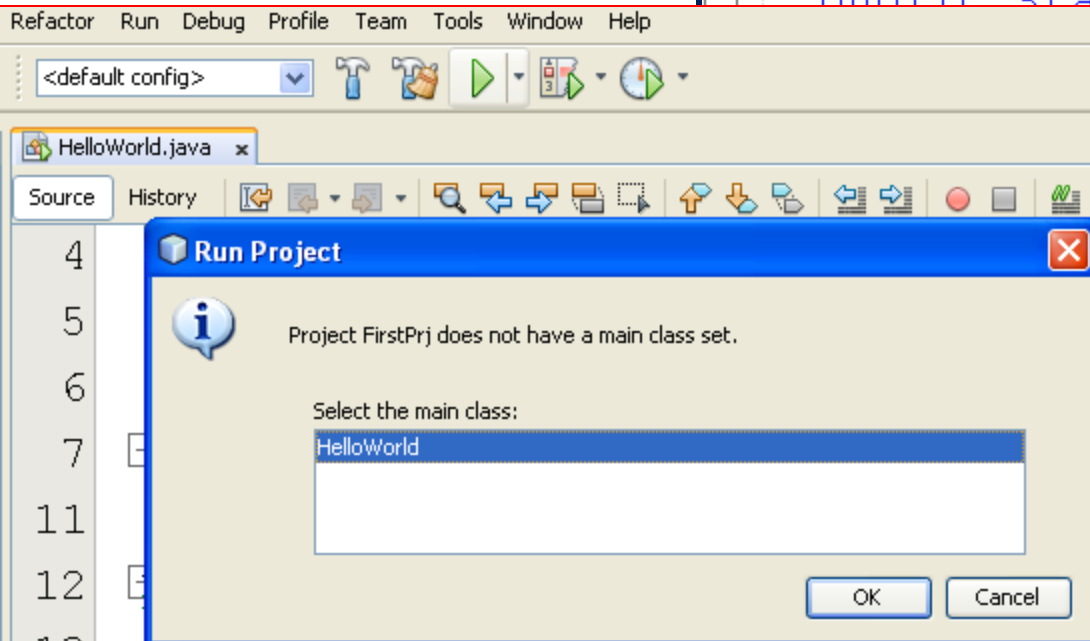 Refactor Run Debug Profile Team Tools Window Help
<default config>
HelloWorld.java x
Source History
4
Run Project
5
Project FirstPrj does not have a main class set.
6
Select the main class:
HelloWorld
7
11
12
OK Cancel